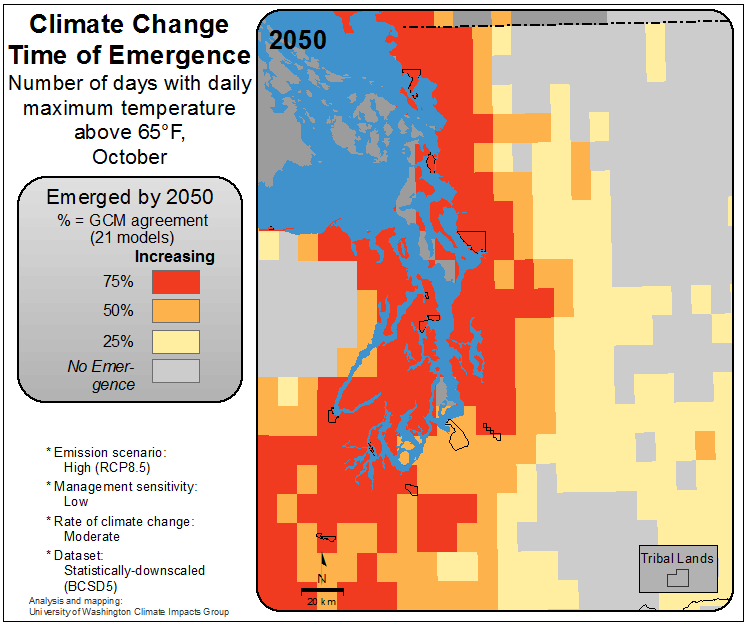 Climate Change
Time of Emergence
Number of days with daily
maximum temperature
above 65°F,
October
Emerged by 2050
% = GCM agreement
(21 models)
Increasing
75%
50%
25%
No Emer-
gence
* Emission scenario:
High (RCP8.5)
* Management sensitivity:
Low
* Rate of climate change:
Moderate
* Dataset:
Statistically-downscaled
(BCSD5)
Analysis and mapping:
University of Washington Climate Impacts Group
2050
N
20 km
Tribal Lands